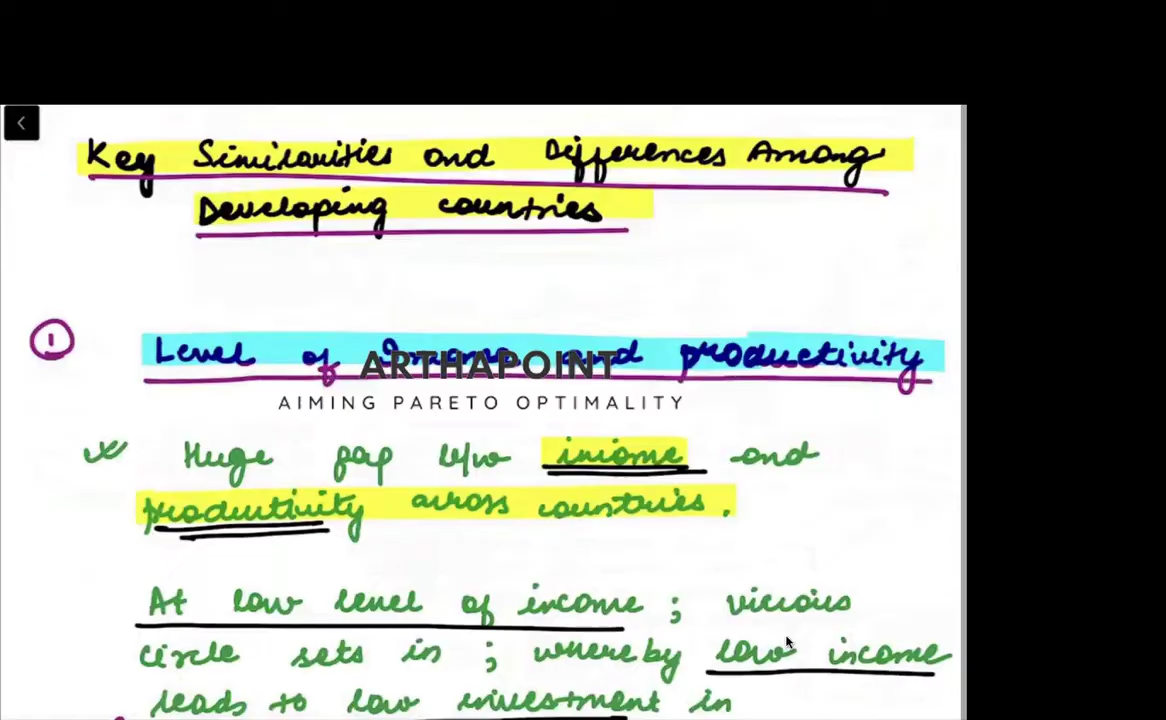 Key Similarities and Differences Among
Developing countries
1
Level of Income and productivity
ARTHAPOINT
AIMING PARETO OPTIMALITY
Huge gap b/w income and
productivity across countries.
At low level of income ; vicious
circle sets in ; whereby low income
leads to low investment in